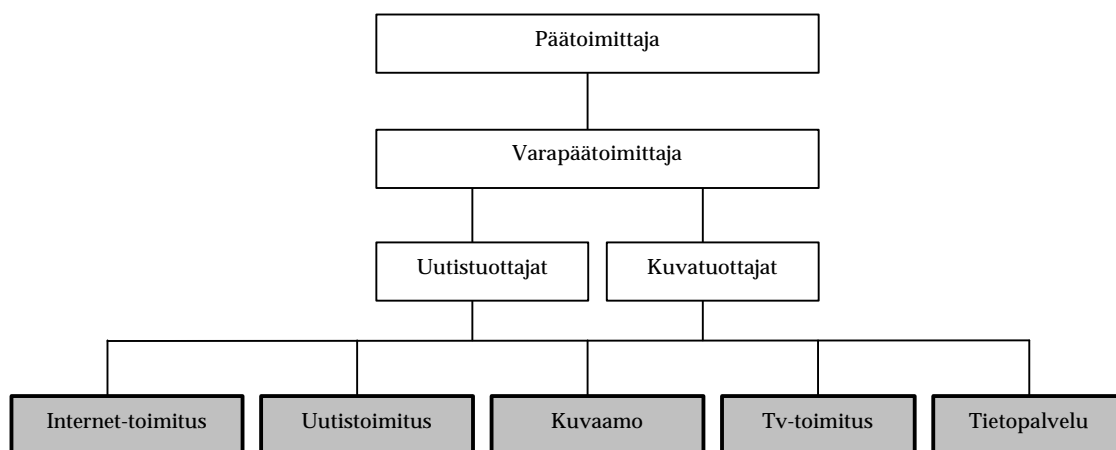 Päätoimittaja
Varapäätoimittaja
Uutistuottajat
Kuvatuottajat
Internet-toimitus
Uutistoimitus
Kuvaamo
Tv-toimitus
Tietopalvelu